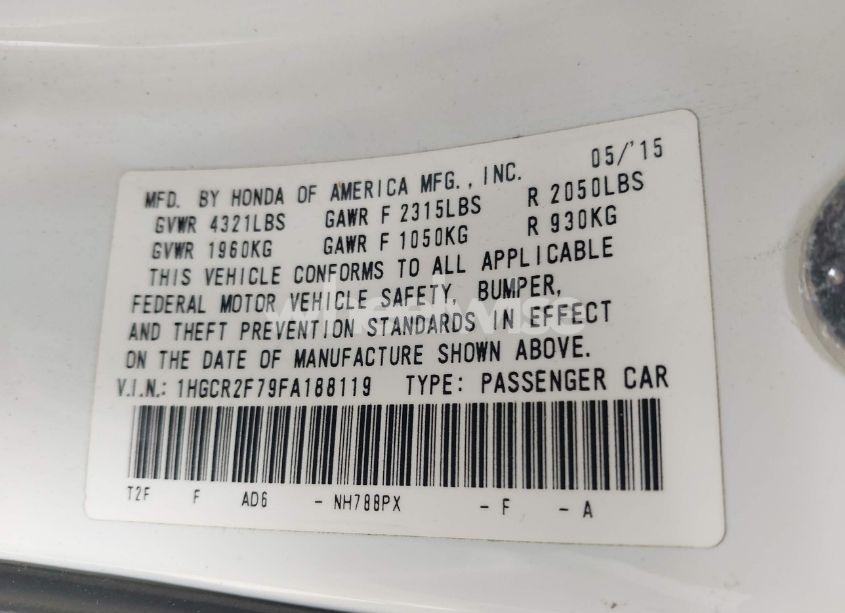 05/'15
MFD. BY HONDA OF AMERICA MFG., INC.
GVWR 4321LBS GAWR F 2315LBS R 2050LBS
GVWR 1960KG GAWR F 1050KG R 930KG
THIS VEHICLE CONFORMS TO ALL APPLICABLE
FEDERAL MOTOR VEHICLE SAFETY, BUMPER,
AND THEFT PREVENTION STANDARDS IN EFFECT
ON THE DATE OF MANUFACTURE SHOWN ABOVE.
V.I.N.: 1HGCR2F79FA188119 TYPE: PASSENGER CAR
T2F F AD6 - NH788PX - F - A